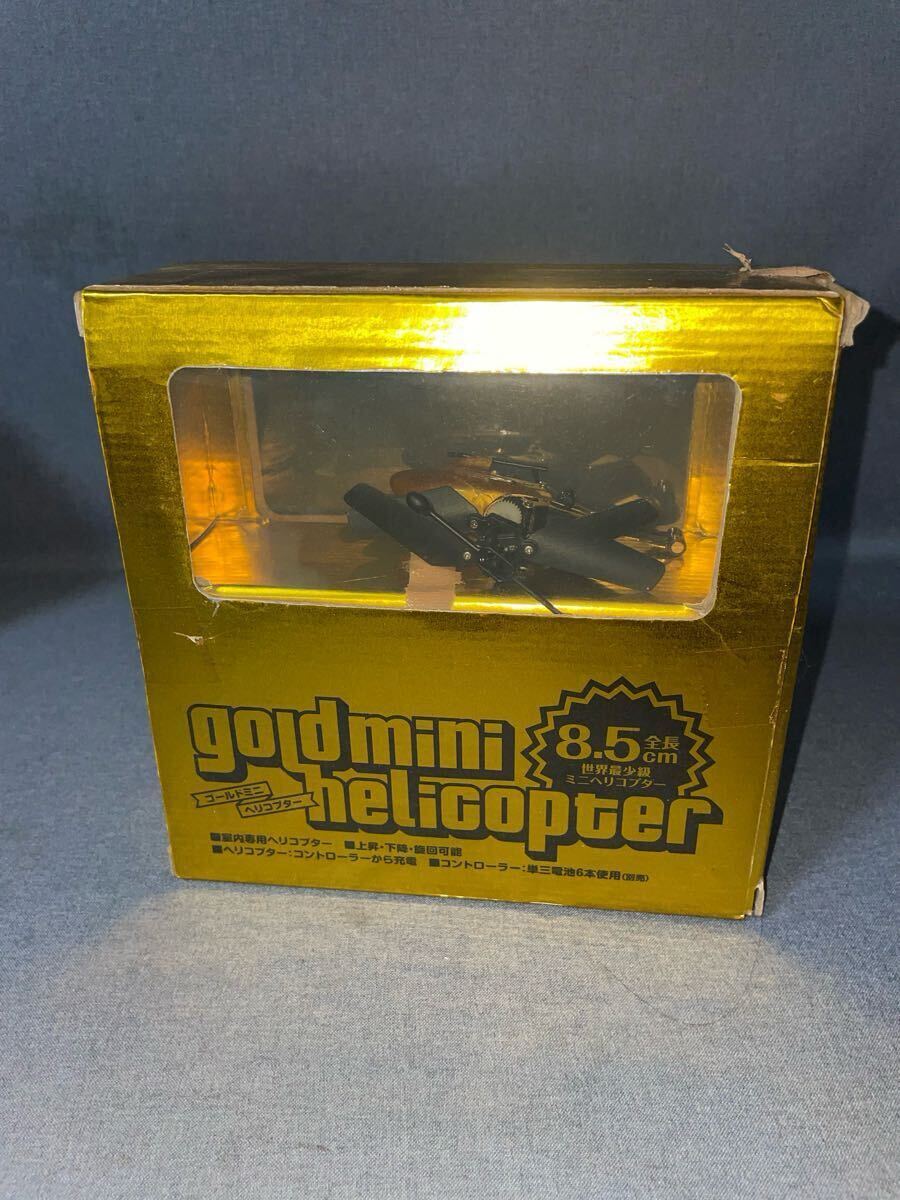 goldmini
helicopter
ゴールドミニ
ヘリコプター
8.5cm 全長
世界最少級
ミニヘリコプター
■室内専用ヘリコプター ■上昇・下降・旋回可能
■ヘリコプター:コントローラーから充電 ■コントローラー:単三電池6本使用(別売)